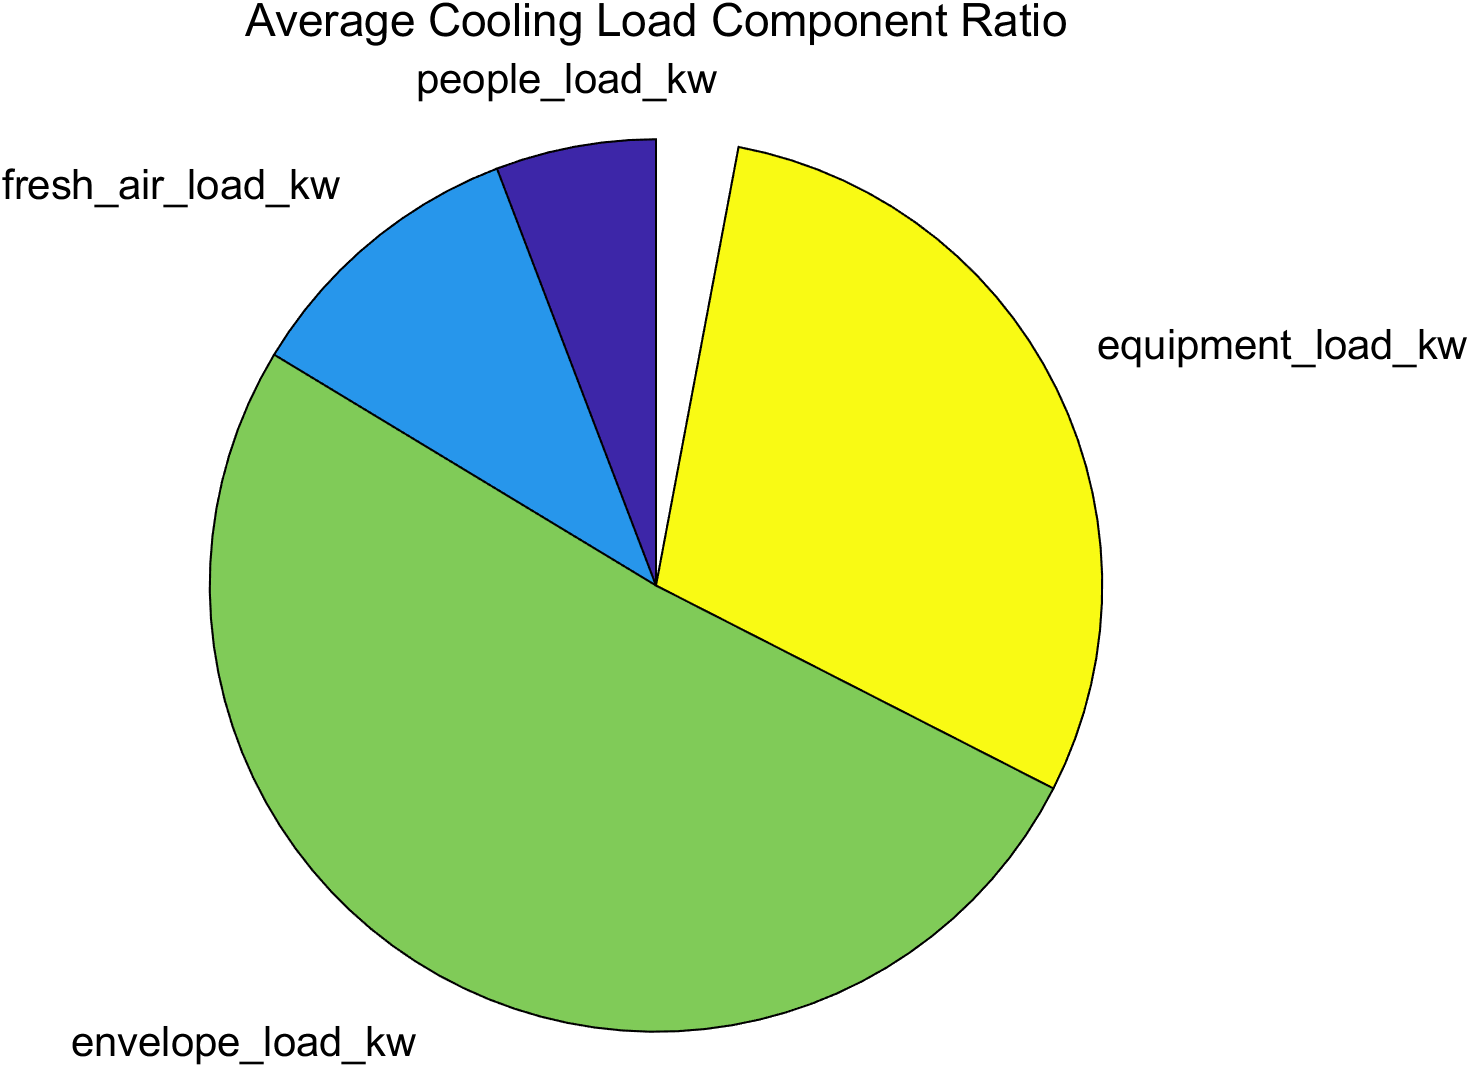 Average Cooling Load Component Ratio
people_load_kw
fresh_air_load_kw
equipment_load_kw
envelope_load_kw